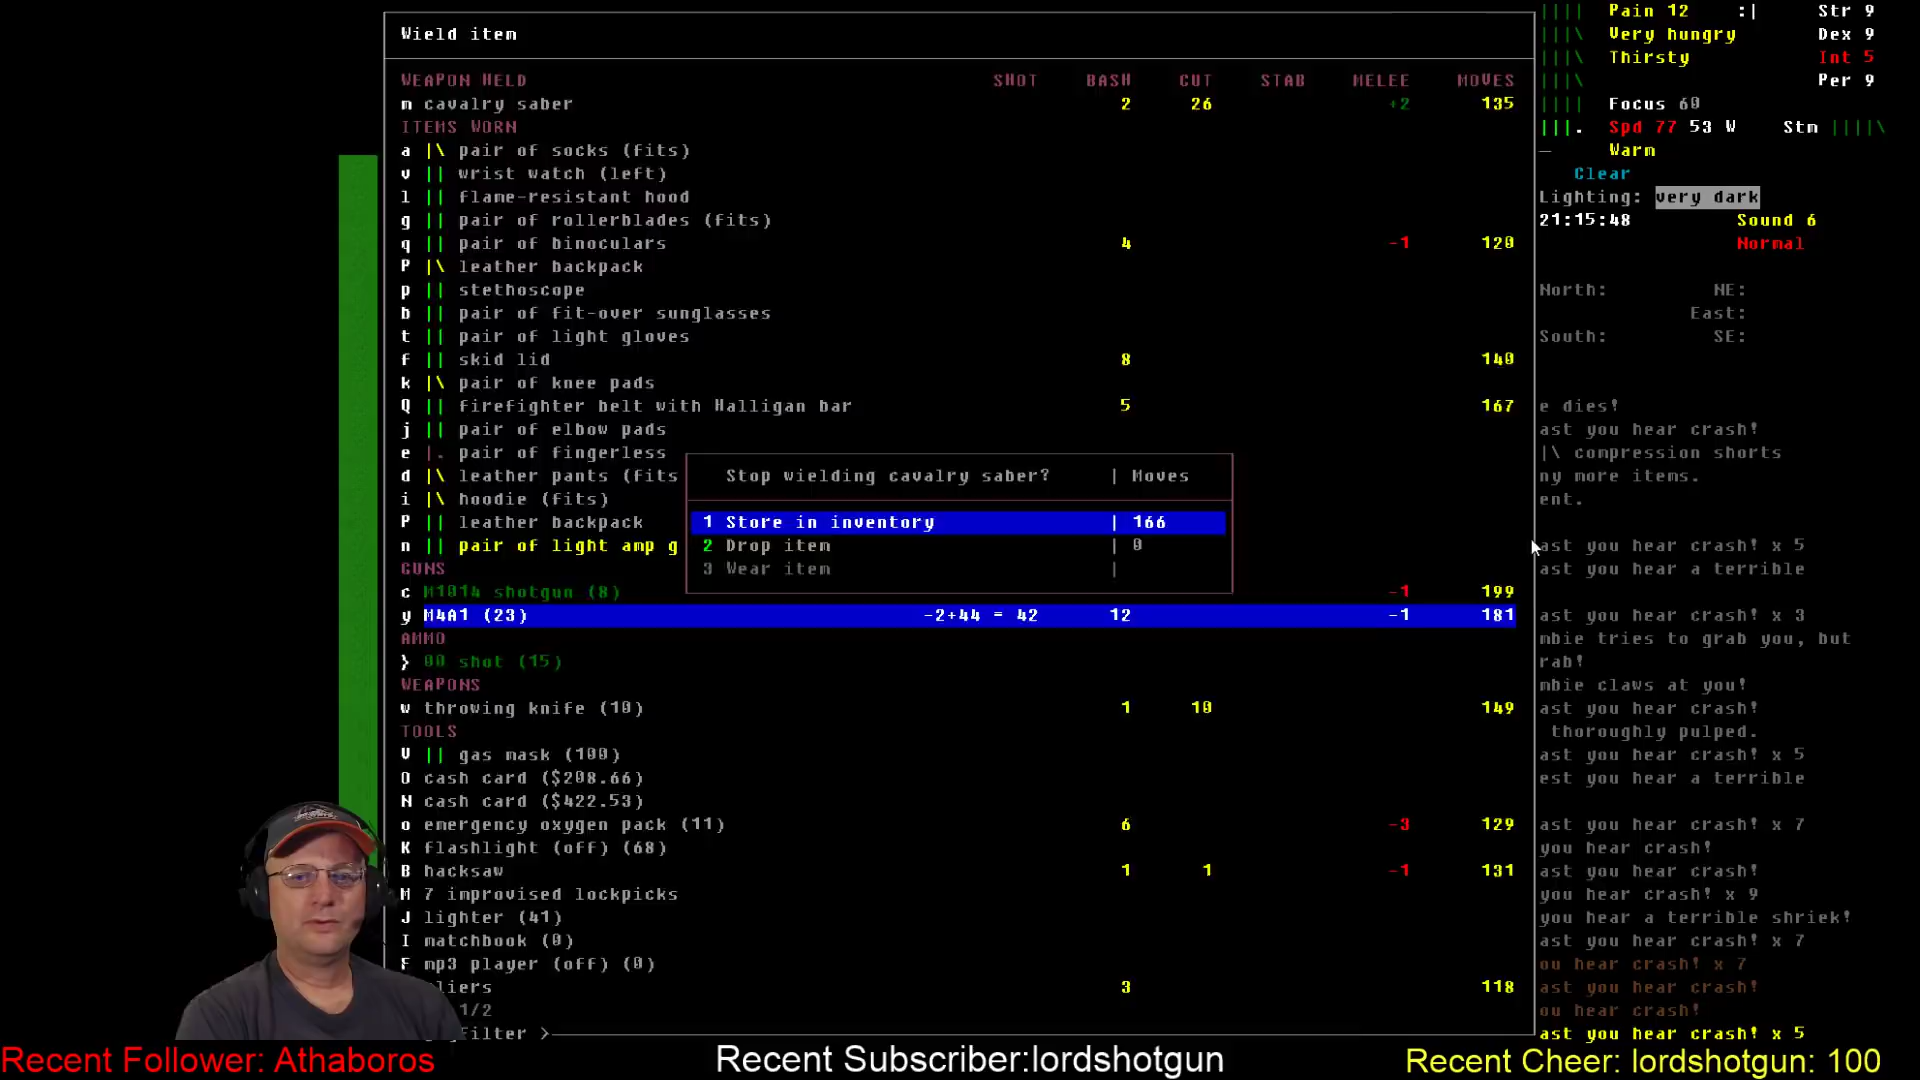 Wield item
WEAPON HELD SHOT BASH CUT STAB MELEE MOVES
m cavalry saber 2 26 +2 135
ITEMS WORN
a |\ pair of socks (fits)
v || wrist watch (left)
l || flame-resistant hood
g || pair of rollerblades (fits)
q || pair of binoculars 4 -1 120
P |\ leather backpack
p || stethoscope
b || pair of fit-over sunglasses
t || pair of light gloves
f || skid lid 8 140
k |\ pair of knee pads
Q || firefighter belt with Halligan bar 5 167
j || pair of elbow pads
e |. pair of fingerless
d |\ leather pants (fits
i |\ hoodie (fits)
P || leather backpack
n || pair of light amp g
GUNS
c M1014 shotgun (8) -1 199
y M4A1 (23) -2+44 = 42 12 -1 181
AMMO
} 00 shot (15)
WEAPONS
w throwing knife (10) 1 10 149
TOOLS
V || gas mask (100)
O cash card ($208.66)
N cash card ($422.53)
o emergency oxygen pack (11) 6 -3 129
K flashlight (off) (68)
B hacksaw 1 1 -1 131
M 7 improvised lockpicks
J lighter (41)
I matchbook (0)
F mp3 player (off) (0)
liers 3 118
1/2
ilter >
Stop wielding cavalry saber? | Moves
1 Store in inventory | 166
2 Drop item | 0
3 Wear item |
Pain 12 :| Str 9
Very hungry Dex 9
Thirsty Int 5
Per 9
Focus 60
Spd 77 53 W Stm
Warm
Clear
Lighting: very dark
21:15:48 Sound 6
Normal
North: NE:
East:
South: SE:
e dies!
ast you hear crash!
|\ compression shorts
ny more items.
ent.
ast you hear crash! x 5
ast you hear a terrible
ast you hear crash! x 3
mbie tries to grab you, but
rab!
mbie claws at you!
ast you hear crash!
thoroughly pulped.
ast you hear crash! x 5
est you hear a terrible
ast you hear crash! x 7
you hear crash!
ast you hear crash!
you hear crash! x 9
you hear a terrible shriek!
ast you hear crash! x 7
ou hear crash! x 7
ast you hear crash!
ou hear crash!
ast you hear crash! x 5
Recent Follower: Athaboros
Recent Subscriber:lordshotgun
Recent Cheer: lordshotgun: 100